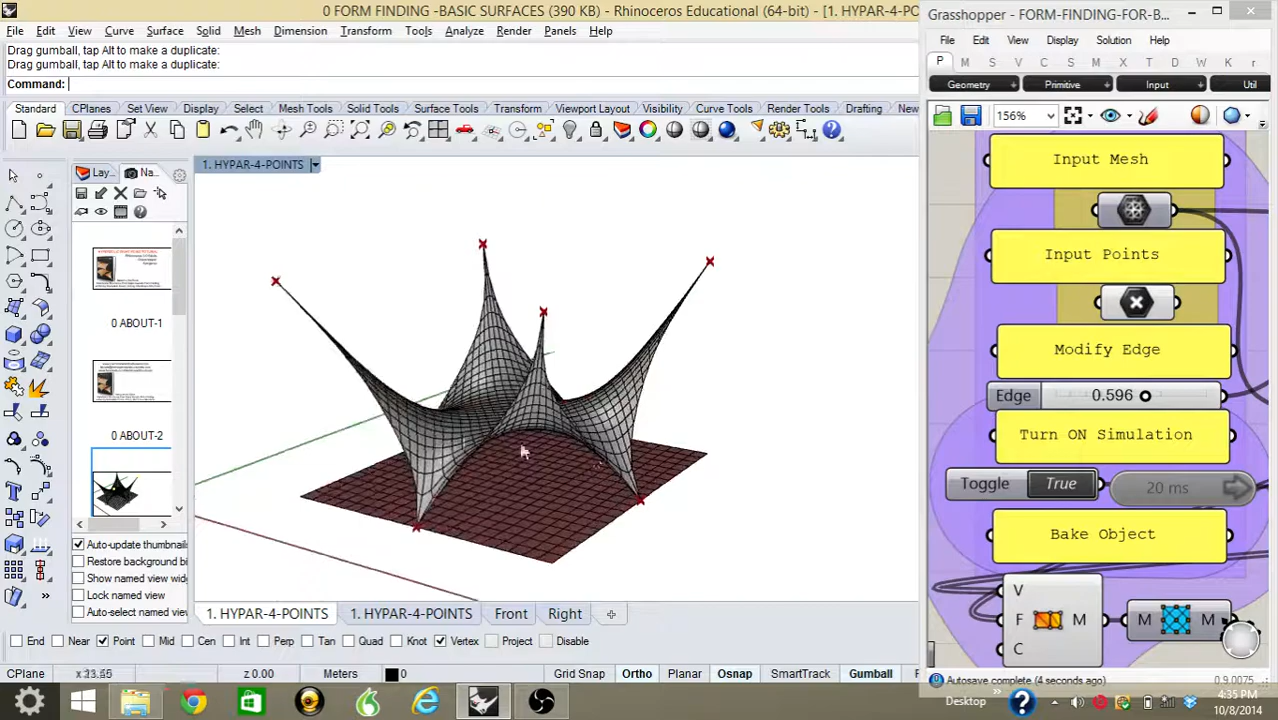 0 FORM FINDING -BASIC SURFACES (390 KB) - Rhinoceros Educational (64-bit) - [1. HYPAR-4-POINTS]
File Edit View Curve Surface Solid Mesh Dimension Transform Tools Analyze Render Panels Help
Drag gumball, tap Alt to make a duplicate:
Drag gumball, tap Alt to make a duplicate:
Command:
Standard CPlanes Set View Display Select Mesh Tools Solid Tools Surface Tools Transform Viewport Layout Visibility Curve Tools Render Tools Drafting New
Lay... Na...
1. HYPAR-4-POINTS
0 ABOUT-1
0 ABOUT-2
Auto-update thumbnail
Restore background bi
Show named view wid
Lock named view
Auto-select named view
1. HYPAR-4-POINTS 1. HYPAR-4-POINTS Front Right
End Near Point Mid Cen Int Perp Tan Quad Knot Vertex Project Disable
CPlane z 0.00 Meters 0 Grid Snap Ortho Planar Osnap SmartTrack Gumball
Grasshopper - FORM-FINDING-FOR-B...
File Edit View Display Solution Help
P M S V C S M X T D W K r
Geometry Primitive Input Util
156%
Input Mesh
Input Points
Modify Edge
Edge 0.596
Turn ON Simulation
Toggle True 20 ms
Bake Object
V
F M M M
C
Autosave complete (4 seconds ago) 0.9.0075
Desktop 4:35 PM
10/8/2014